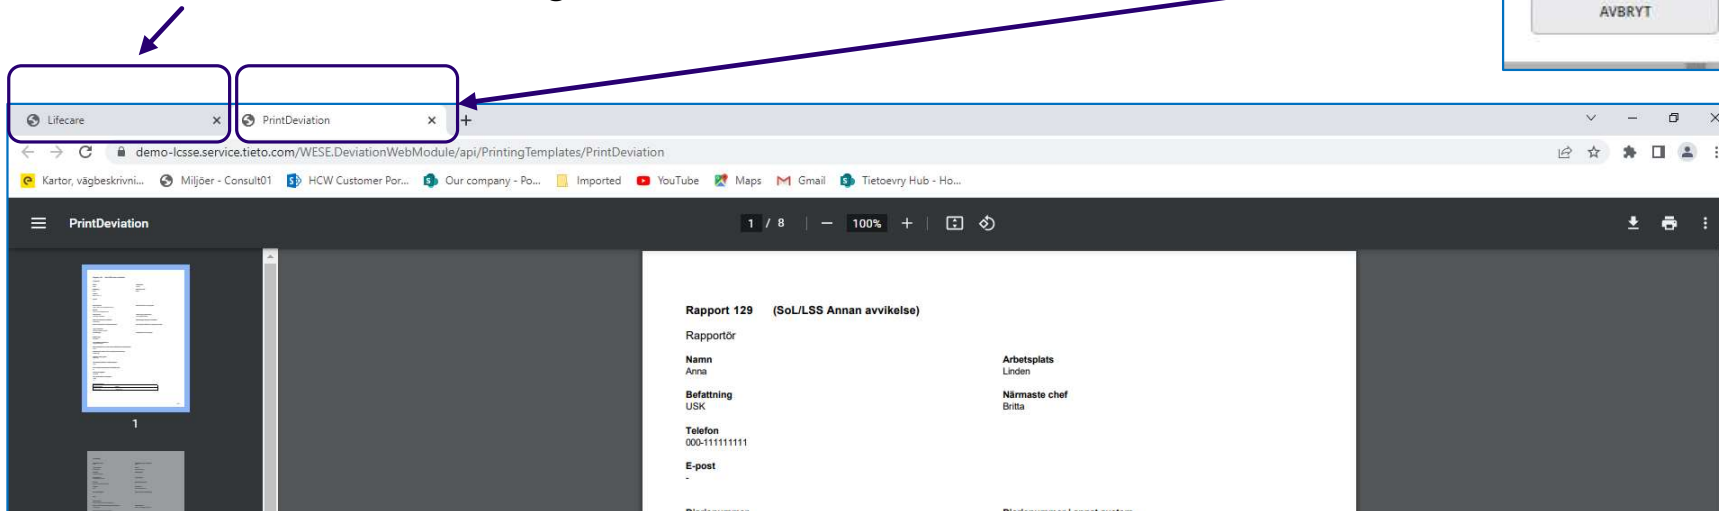 AVBRYT
Lifecare
PrintDeviation
demo-lcsse.service.tieto.com/WESE.DeviationWebModule/api/PrintingTemplates/PrintDeviation
Kartor, vägbeskrivni...
Miljöer - Consult01
HCW Customer Por...
Our company - Po...
Imported
YouTube
Maps
Gmail
Tietoevry Hub - Ho...
PrintDeviation
1 / 8
100%
Rapport 129 (SoL/LSS Annan avvikelse)
Rapportör
Namn
Anna
Arbetsplats
Linden
Befattning
USK
Närmaste chef
Britta
Telefon
000-111111111
E-post
-
1